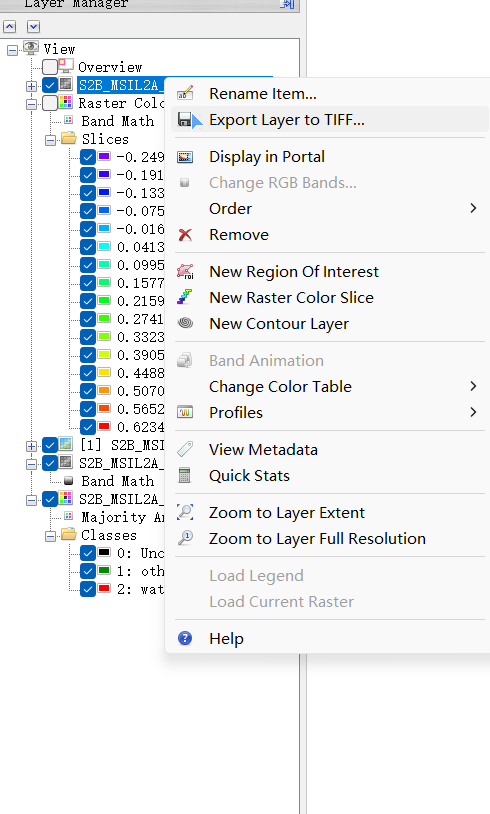 Layer Manager
View
Overview
S2B_MSIL2A_
Raster Colo
Band Math
Slices
-0.249
-0.191
-0.133
-0.075
-0.016
0.0413
0.0995
0.1577
0.2159
0.2741
0.3323
0.3905
0.4488
0.5070
0.5652
0.6234
[1] S2B_MSI
S2B_MSIL2A_
Band Math
S2B_MSIL2A_
Majority An
Classes
0: Unc
1: oth
2: wat
Rename Item...
Export Layer to TIFF...
Display in Portal
Change RGB Bands...
Order
Remove
New Region Of Interest
New Raster Color Slice
New Contour Layer
Band Animation
Change Color Table
Profiles
View Metadata
Quick Stats
Zoom to Layer Extent
Zoom to Layer Full Resolution
Load Legend
Load Current Raster
Help